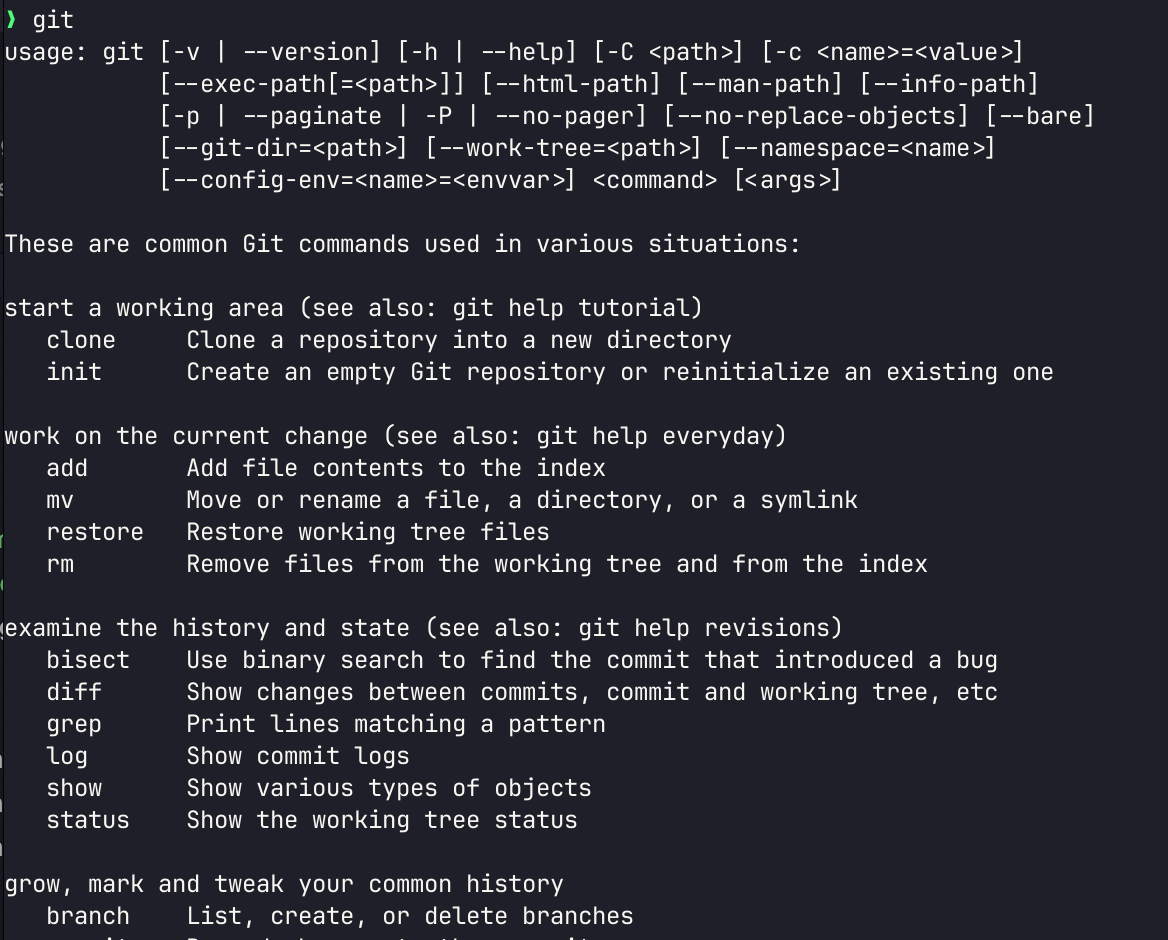 ❯ git
usage: git [-v | --version] [-h | --help] [-C <path>] [-c <name>=<value>]
           [--exec-path[=<path>]] [--html-path] [--man-path] [--info-path]
           [-p | --paginate | -P | --no-pager] [--no-replace-objects] [--bare]
           [--git-dir=<path>] [--work-tree=<path>] [--namespace=<name>]
           [--config-env=<name>=<envvar>] <command> [<args>]

These are common Git commands used in various situations:

start a working area (see also: git help tutorial)
   clone     Clone a repository into a new directory
   init      Create an empty Git repository or reinitialize an existing one

work on the current change (see also: git help everyday)
   add       Add file contents to the index
   mv        Move or rename a file, a directory, or a symlink
   restore   Restore working tree files
   rm        Remove files from the working tree and from the index

examine the history and state (see also: git help revisions)
   bisect    Use binary search to find the commit that introduced a bug
   diff      Show changes between commits, commit and working tree, etc
   grep      Print lines matching a pattern
   log       Show commit logs
   show      Show various types of objects
   status    Show the working tree status

grow, mark and tweak your common history
   branch    List, create, or delete branches